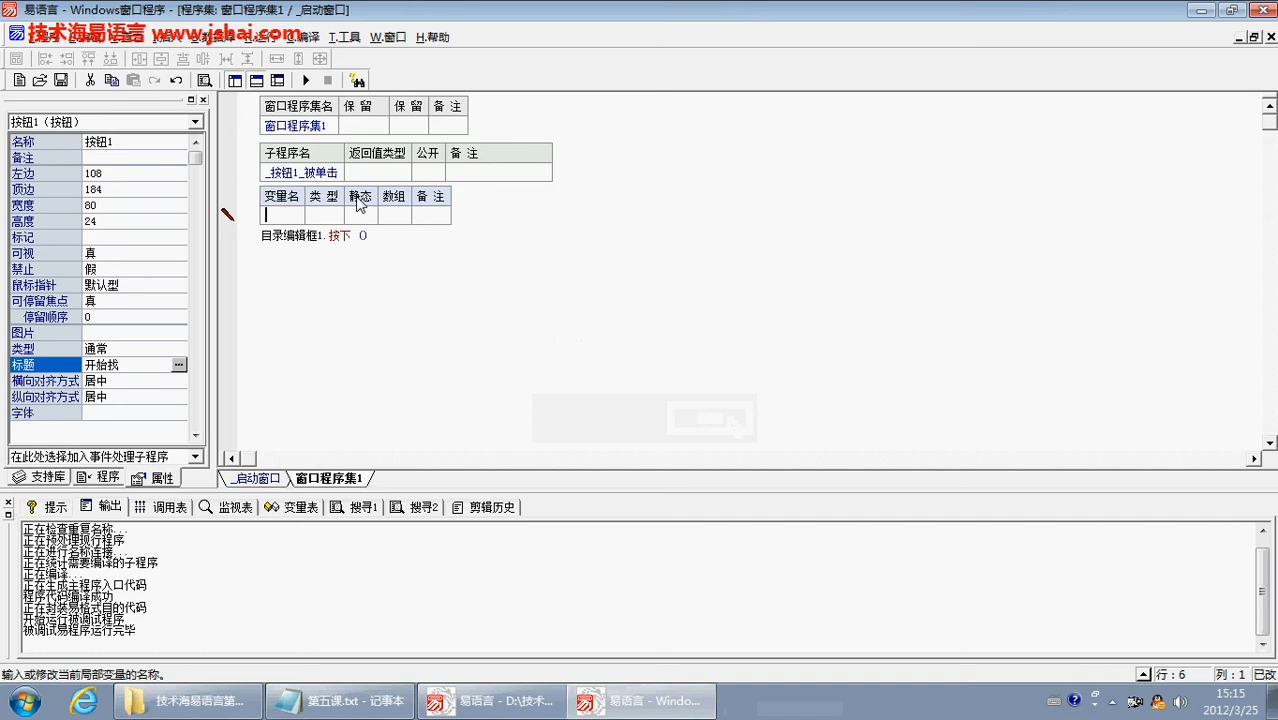 易语言 - Windows窗口程序 - [程序集: 窗口程序集1 / _启动窗口]
技术海易语言 www.jshai.com
C.编译 T.工具 W.窗口 H.帮助
按钮1（按钮）
名称 按钮1
备注
左边 108
顶边 184
宽度 80
高度 24
标记
可视 真
禁止 假
鼠标指针 默认型
可停留焦点 真
停留顺序 0
图片
类型 通常
标题 开始找
横向对齐方式 居中
纵向对齐方式 居中
字体
在此处选择加入事件处理子程序
支持库 程序 属性
窗口程序集名 保 留 保 留 备 注
窗口程序集1
子程序名 返回值类型 公开 备 注
_按钮1_被单击
变量名 类 型 静态 数组 备 注
目录编辑框1. 按下 ()
_启动窗口 窗口程序集1
提示 输出 调用表 监视表 变量表 搜寻1 搜寻2 剪辑历史
正在检查重复名称...
正在预处理现行程序
正在进行名称连接...
正在统计需要编译的子程序
正在编译...
正在生成主程序入口代码
程序代码编译成功
正在封装易格式目的代码
开始运行被调试程序
被调试易程序运行完毕
输入或修改当前局部变量的名称。
行：6 列：1 已改
技术海易语言第... 第五课.txt - 记事本 易语言 - D:\技术... 易语言 - Windo...
15:15
2012/3/25